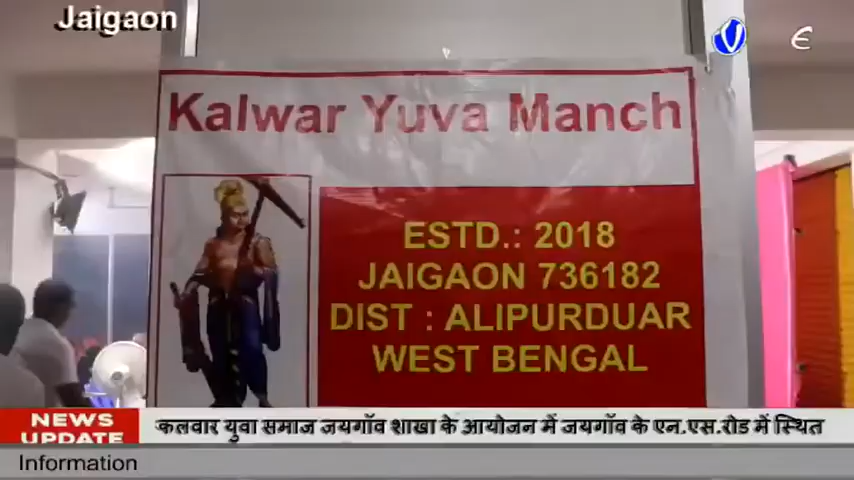 Jaigaon
Kalwar Yuva Manch
ESTD.: 2018
JAIGAON 736182
DIST : ALIPURDUAR
WEST BENGAL
NEWS
UPDATE
कलवार युवा समाज जयगाँव शाखा के आयोजन में जयगाँव के एन.एस.रोड में स्थित
Information